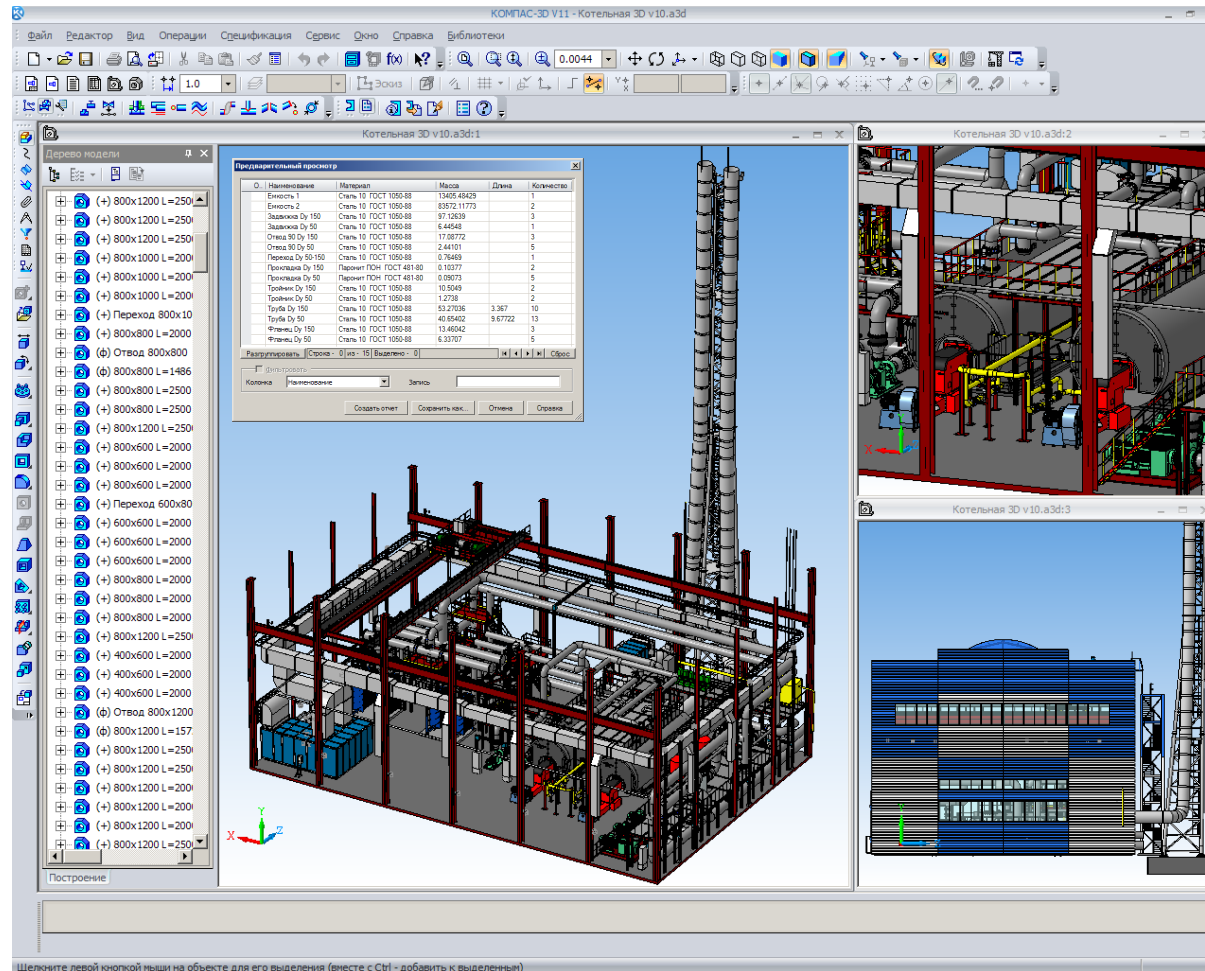 КОМПАС-3D V11 - Котельная 3D v10.a3d
Файл Редактор Вид Операции Спецификация Сервис Окно Справка Библиотеки
0.0044
1.0 Эскиз
Котельная 3D v10.a3d:1
Котельная 3D v10.a3d:2
Дерево модели
(+) 800x1200 L=250
(+) 800x1200 L=250
(+) 800x1200 L=2500
(+) 800x1000 L=2000
(+) 800x1000 L=2000
(+) 800x1000 L=2000
(+) Переход 800x10
(+) 800x800 L=2000
(ф) Отвод 800x800
(ф) 800x800 L=1486
(+) 800x800 L=2500
(+) 800x800 L=2500
(+) 800x1200 L=250
(+) 800x600 L=2000
(+) 800x600 L=2000
(+) 800x600 L=2000
(+) Переход 600x80
(+) 600x600 L=2000
(+) 600x600 L=2000
(+) 600x600 L=2000
(+) 800x800 L=2000
(+) 800x800 L=2000
(+) 800x800 L=2000
(+) 800x1200 L=250
(+) 400x600 L=2000
(+) 400x600 L=2000
(+) 400x600 L=2000
(ф) Отвод 800x1200
(ф) 800x1200 L=157
(+) 800x1200 L=250
(+) 800x1200 L=250
(+) 800x1200 L=200
(+) 800x1200 L=200
(+) 800x1200 L=200
(+) 800x1200 L=250
Построение
Предварительный просмотр
О.. Наименование Материал Масса Длина Количество
Емкость 1 Сталь 10 ГОСТ 1050-88 13405.48429 1
Емкость 2 Сталь 10 ГОСТ 1050-88 83572.11773 2
Задвижка Dy 150 Сталь 10 ГОСТ 1050-88 97.12639 3
Задвижка Dy 50 Сталь 10 ГОСТ 1050-88 6.44548 1
Отвод 90 Dy 150 Сталь 10 ГОСТ 1050-88 17.08772 3
Отвод 90 Dy 50 Сталь 10 ГОСТ 1050-88 2.44101 5
Переход Dy 50-150 Сталь 10 ГОСТ 1050-88 0.76469 1
Прокладка Dy 150 Паронит ПОН ГОСТ 481-80 0.10377 2
Прокладка Dy 50 Паронит ПОН ГОСТ 481-80 0.09073 5
Тройник Dy 150 Сталь 10 ГОСТ 1050-88 10.5049 2
Тройник Dy 50 Сталь 10 ГОСТ 1050-88 1.2738 2
Труба Dy 150 Сталь 10 ГОСТ 1050-88 53.27036 3.367 10
Труба Dy 50 Сталь 10 ГОСТ 1050-88 40.65402 9.67722 13
Фланец Dy 150 Сталь 10 ГОСТ 1050-88 13.46042 3
Фланец Dy 50 Сталь 10 ГОСТ 1050-88 6.33707 5
Разгруппировать Строка - 0 из - 15 Выделено - 0 Сброс
Фильтровать
Колонка Наименование Запись
Создать отчет Сохранить как... Отмена Справка
X Y Z
X
Котельная 3D v10.a3d:3
Щелкните левой кнопкой мыши на объекте для его выделения (вместе с Ctrl - добавить к выделенным)